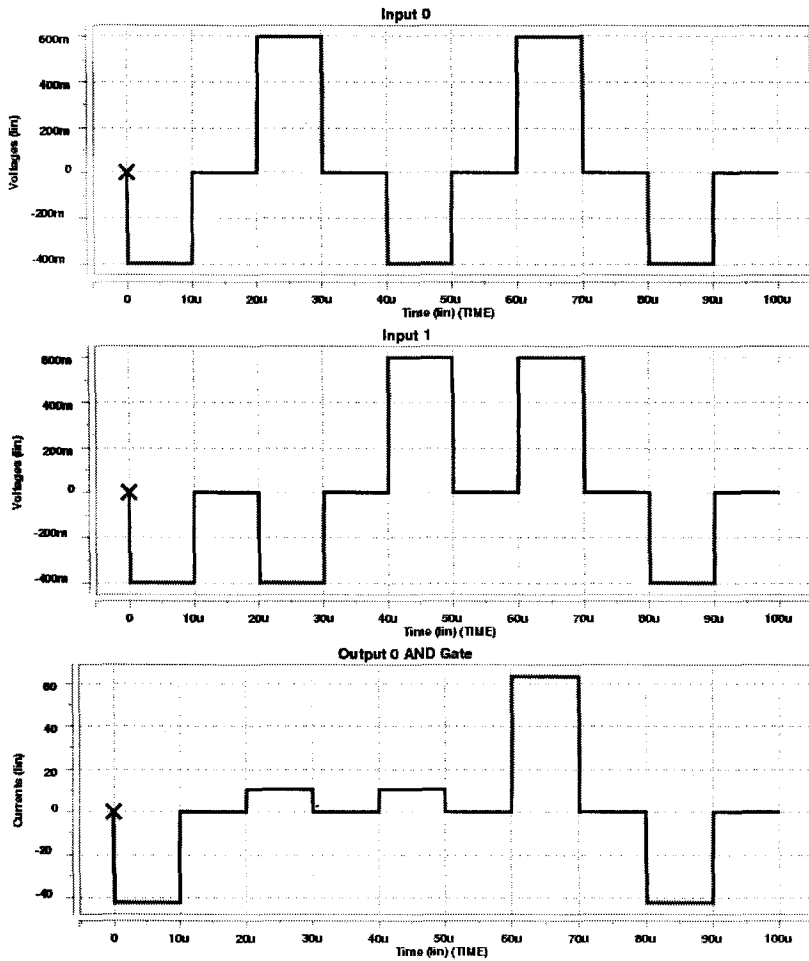 Input 0
600m
400m
200m
0
-200m
-400m
Voltages (lin)
0 10u 20u 30u 40u 50u 60u 70u 80u 90u 100u
Time (lin) (TIME)
Input 1
600m
400m
200m
0
-200m
-400m
Voltages (lin)
0 10u 20u 30u 40u 50u 60u 70u 80u 90u 100u
Time (lin) (TIME)
Output 0 AND Gate
60
40
20
0
-20
-40
Currents (lin)
0 10u 20u 30u 40u 50u 60u 70u 80u 90u 100u
Time (lin) (TIME)